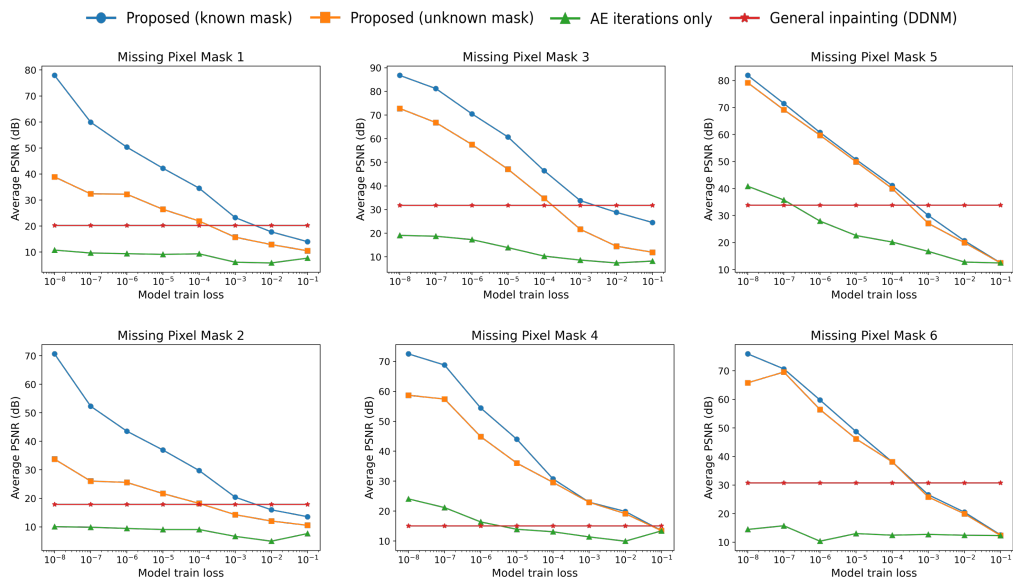 Proposed (known mask) Proposed (unknown mask) AE iterations only General inpainting (DDNM)
Missing Pixel Mask 1
Average PSNR (dB)
80
70
60
50
40
30
20
10
10⁻⁸ 10⁻⁷ 10⁻⁶ 10⁻⁵ 10⁻⁴ 10⁻³ 10⁻² 10⁻¹
Model train loss
Missing Pixel Mask 3
Average PSNR (dB)
90
80
70
60
50
40
30
20
10
10⁻⁸ 10⁻⁷ 10⁻⁶ 10⁻⁵ 10⁻⁴ 10⁻³ 10⁻² 10⁻¹
Model train loss
Missing Pixel Mask 5
Average PSNR (dB)
80
70
60
50
40
30
20
10
10⁻⁸ 10⁻⁷ 10⁻⁶ 10⁻⁵ 10⁻⁴ 10⁻³ 10⁻² 10⁻¹
Model train loss
Missing Pixel Mask 2
Average PSNR (dB)
70
60
50
40
30
20
10
10⁻⁸ 10⁻⁷ 10⁻⁶ 10⁻⁵ 10⁻⁴ 10⁻³ 10⁻² 10⁻¹
Model train loss
Missing Pixel Mask 4
Average PSNR (dB)
70
60
50
40
30
20
10
10⁻⁸ 10⁻⁷ 10⁻⁶ 10⁻⁵ 10⁻⁴ 10⁻³ 10⁻² 10⁻¹
Model train loss
Missing Pixel Mask 6
Average PSNR (dB)
70
60
50
40
30
20
10
10⁻⁸ 10⁻⁷ 10⁻⁶ 10⁻⁵ 10⁻⁴ 10⁻³ 10⁻² 10⁻¹
Model train loss